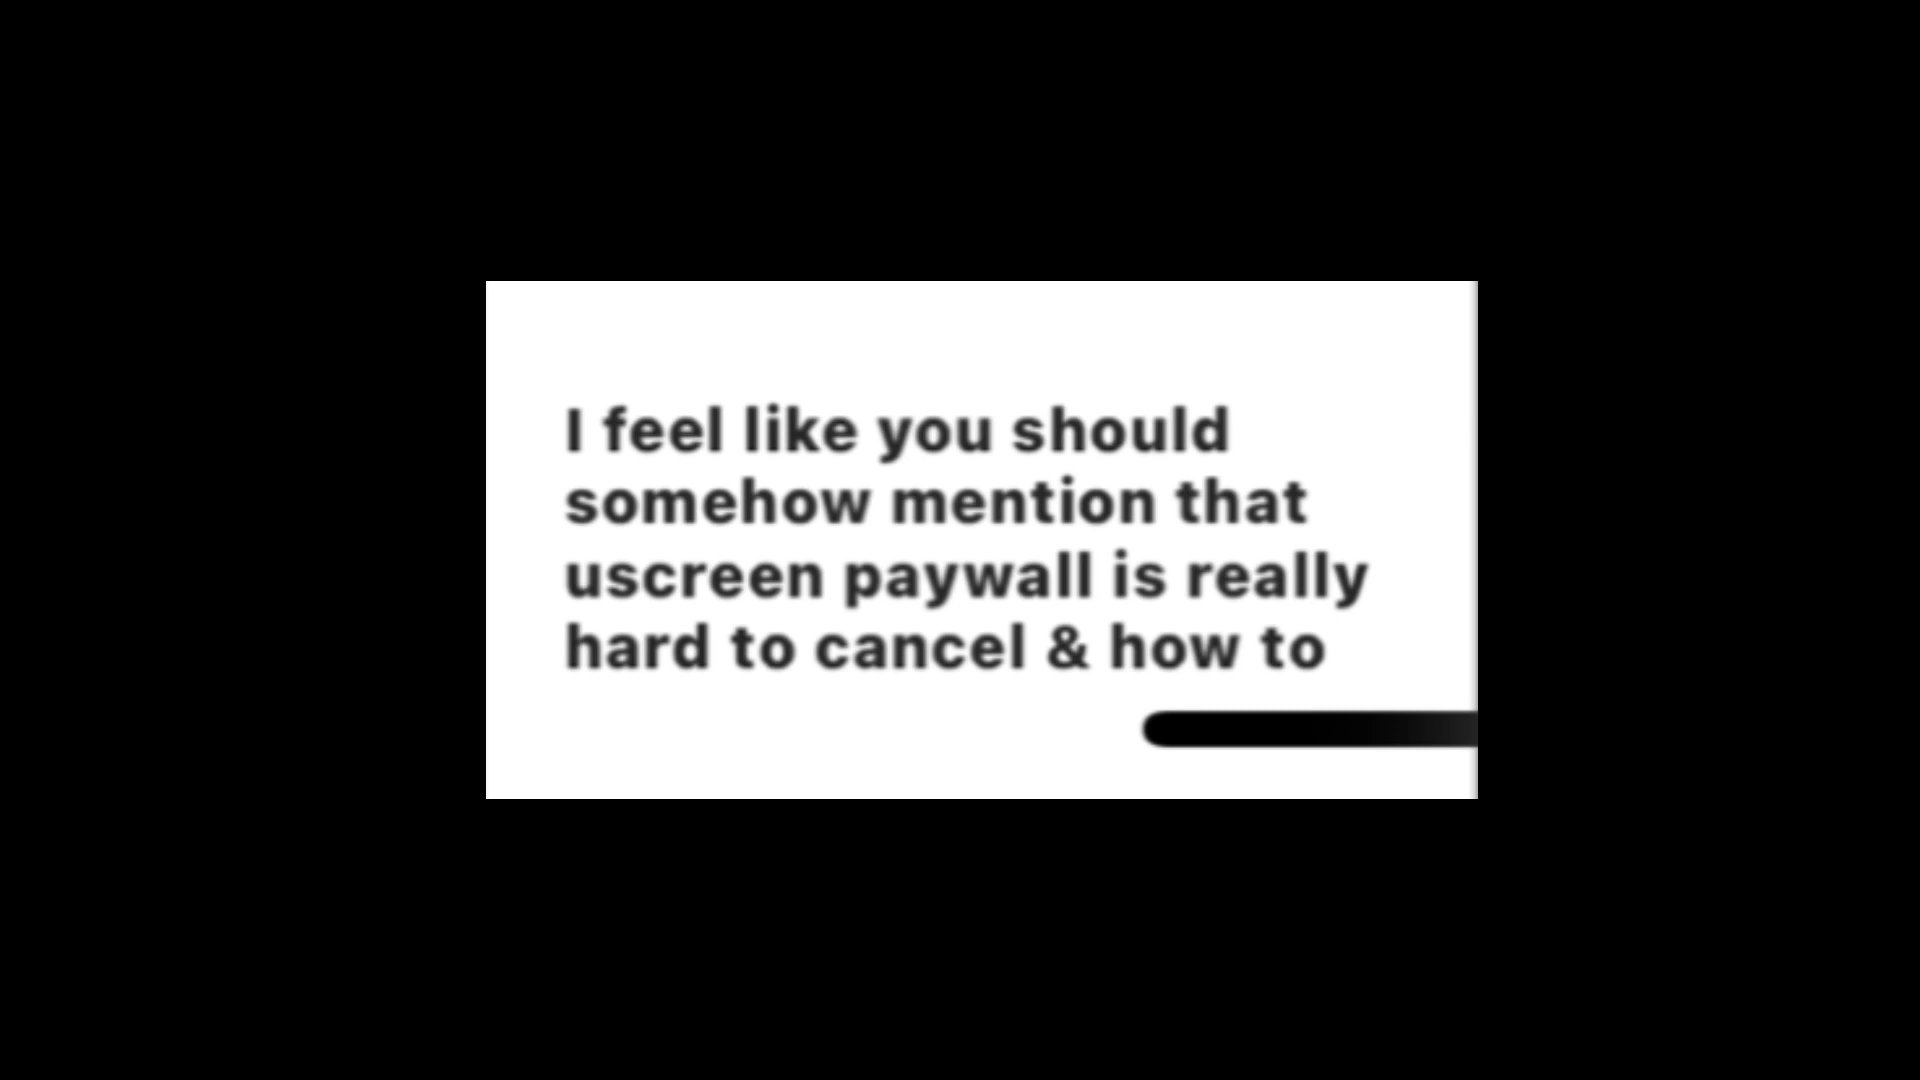 I feel like you should
somehow mention that
uscreen paywall is really
hard to cancel & how to